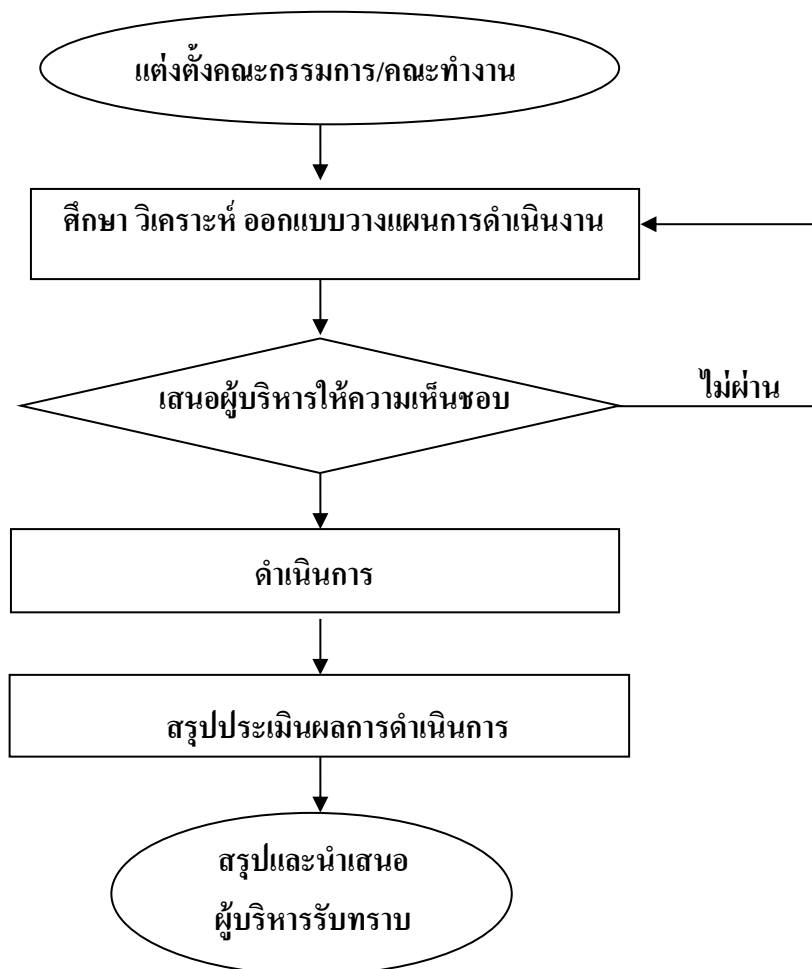 แต่งตั้งคณะกรรมการ/คณะทำงาน
ศึกษา วิเคราะห์ ออกแบบวางแผนการดำเนินงาน
เสนอผู้บริหารให้ความเห็นชอบ
ไม่ผ่าน
ดำเนินการ
สรุปประเมินผลการดำเนินการ
สรุปและนำเสนอ
ผู้บริหารรับทราบ